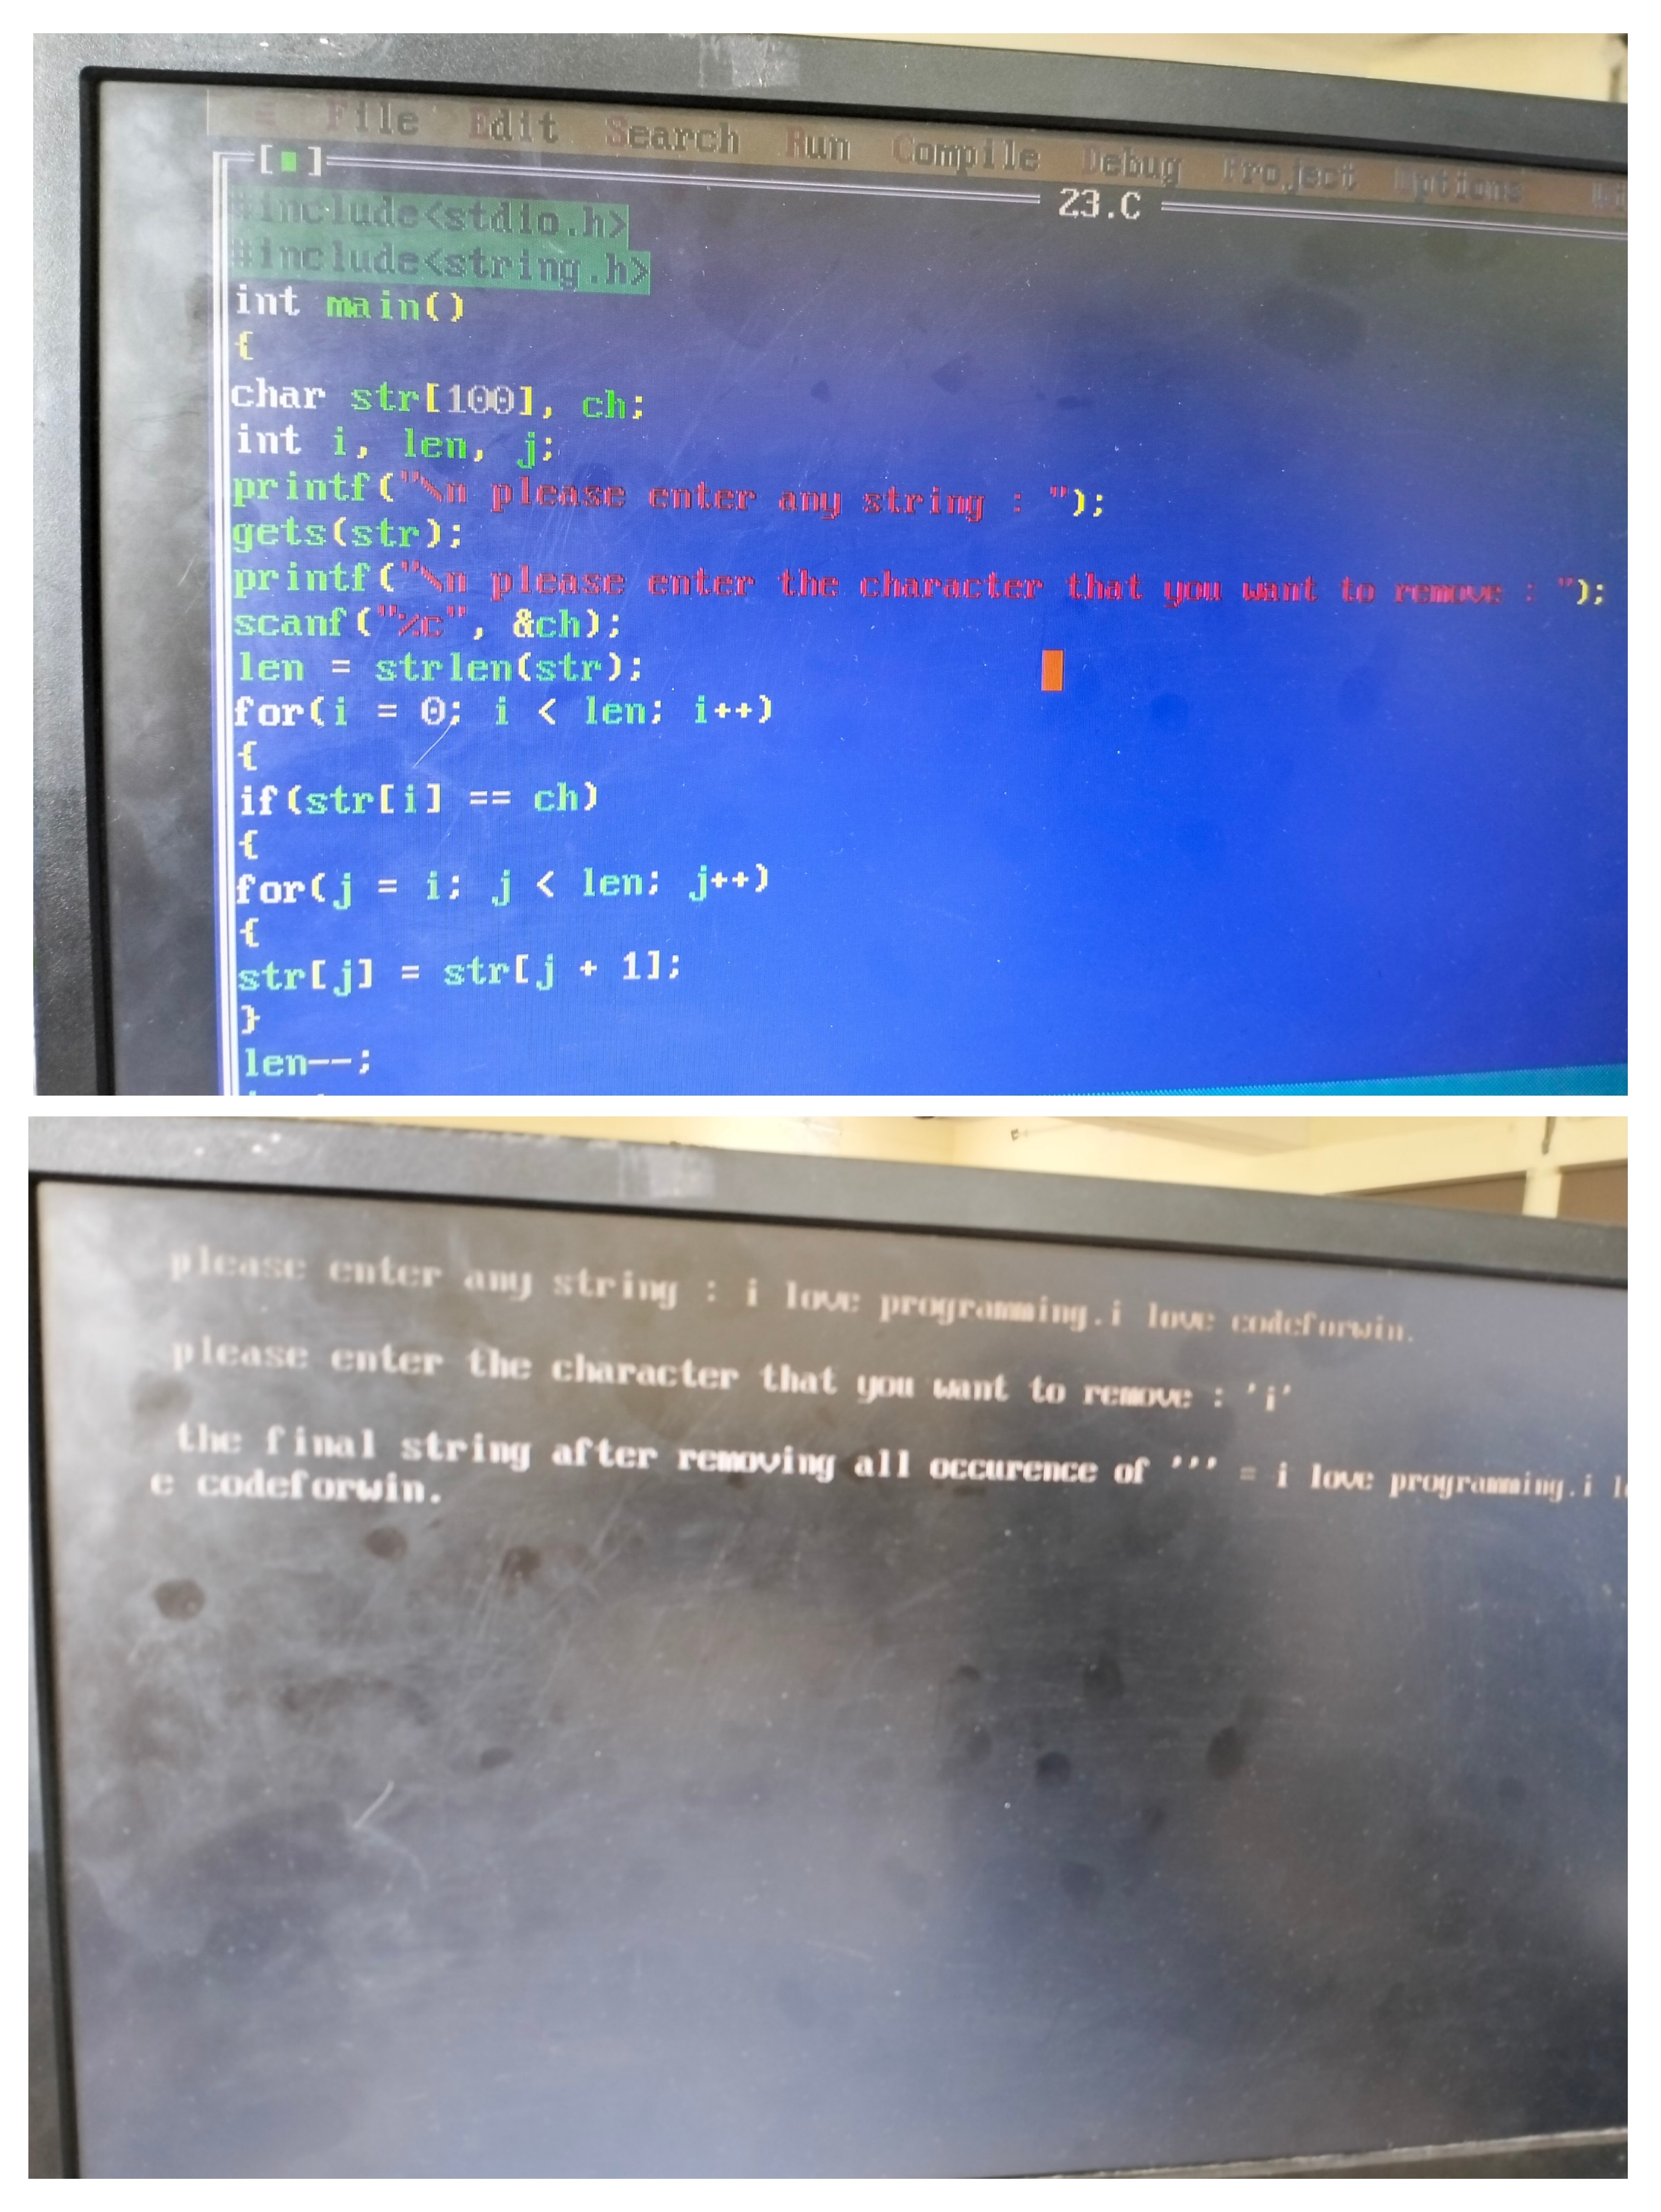 ≡ File Edit Search Run Compile Debug Project Options
[■] 23.C
#include<stdio.h>
#include<string.h>
int main()
{
char str[100], ch;
int i, len, j;
printf("\n please enter any string : ");
gets(str);
printf("\n please enter the character that you want to remove : ");
scanf("%c", &ch);
len = strlen(str);
for(i = 0; i < len; i++)
{
if(str[i] == ch)
{
for(j = i; j < len; j++)
{
str[j] = str[j + 1];
}
len--;
please enter any string : i love programming.i love codeforwin.
please enter the character that you want to remove : 'i'
the final string after removing all occurence of ''' = i love programming.i l
e codeforwin.